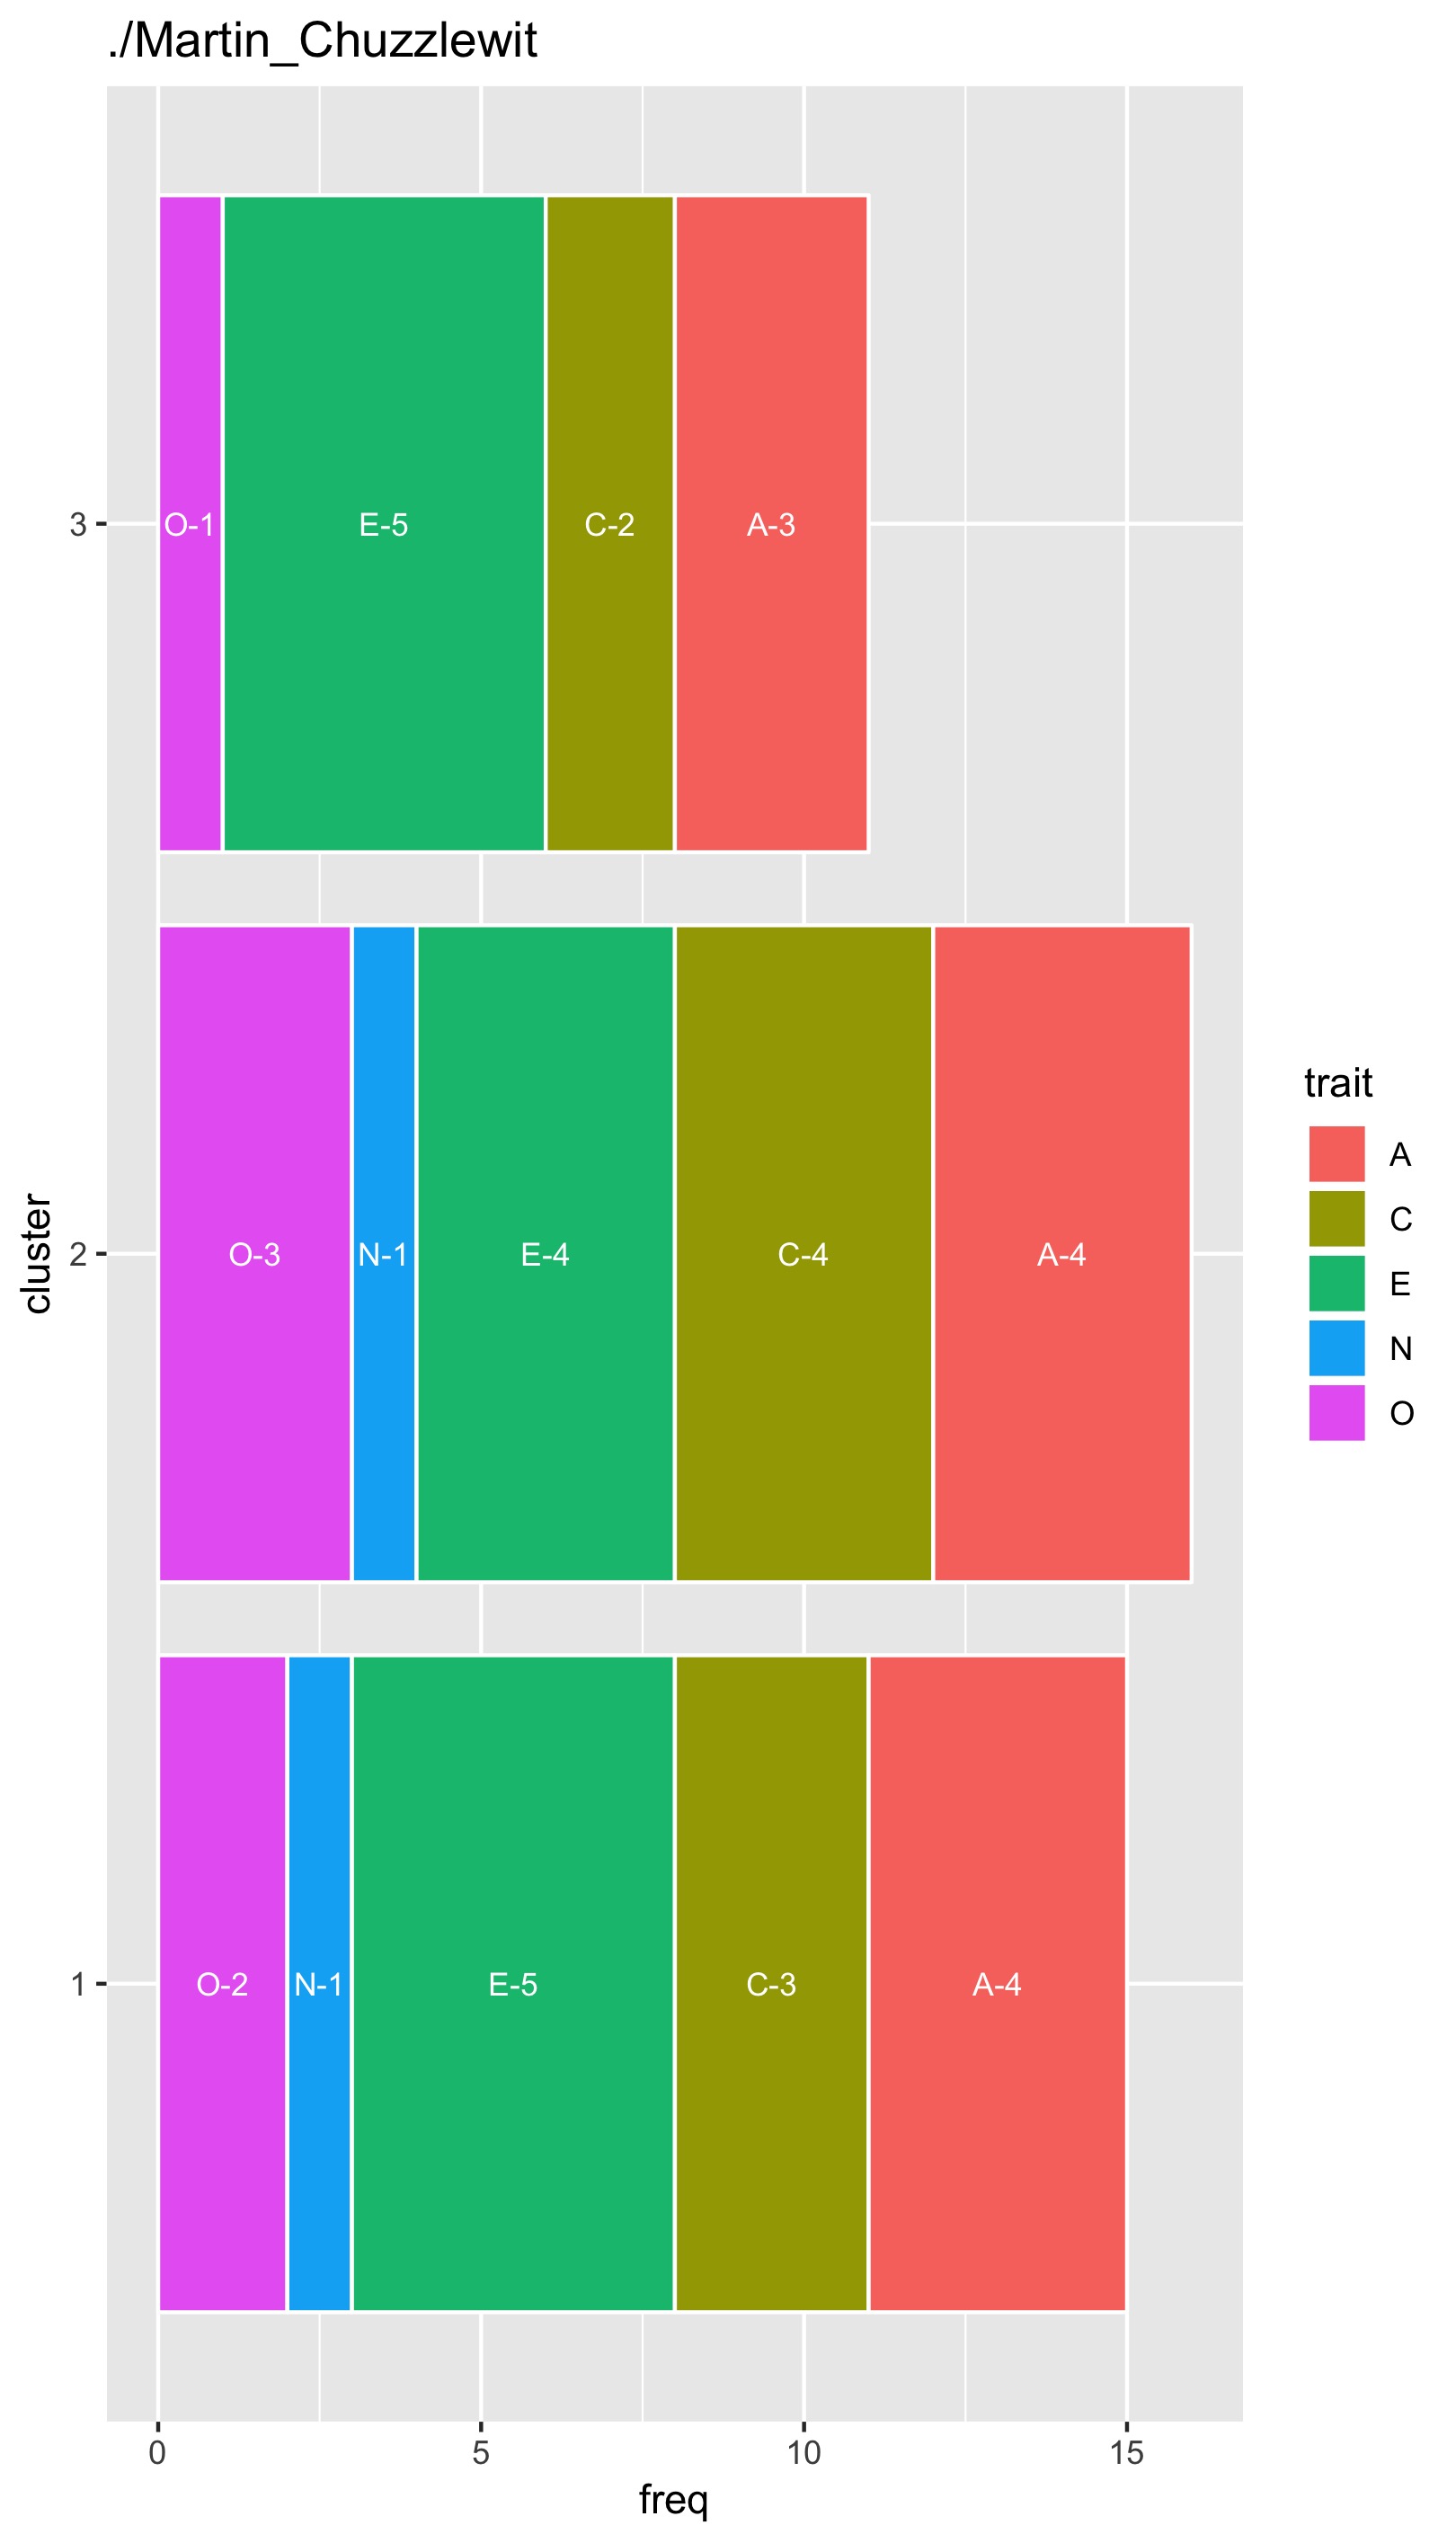 ./Martin_Chuzzlewit
3
O-1 E-5 C-2 A-3
cluster
2
O-3 N-1 E-4 C-4 A-4
1
O-2 N-1 E-5 C-3 A-4
0 5 10 15
freq
trait
A
C
E
N
O